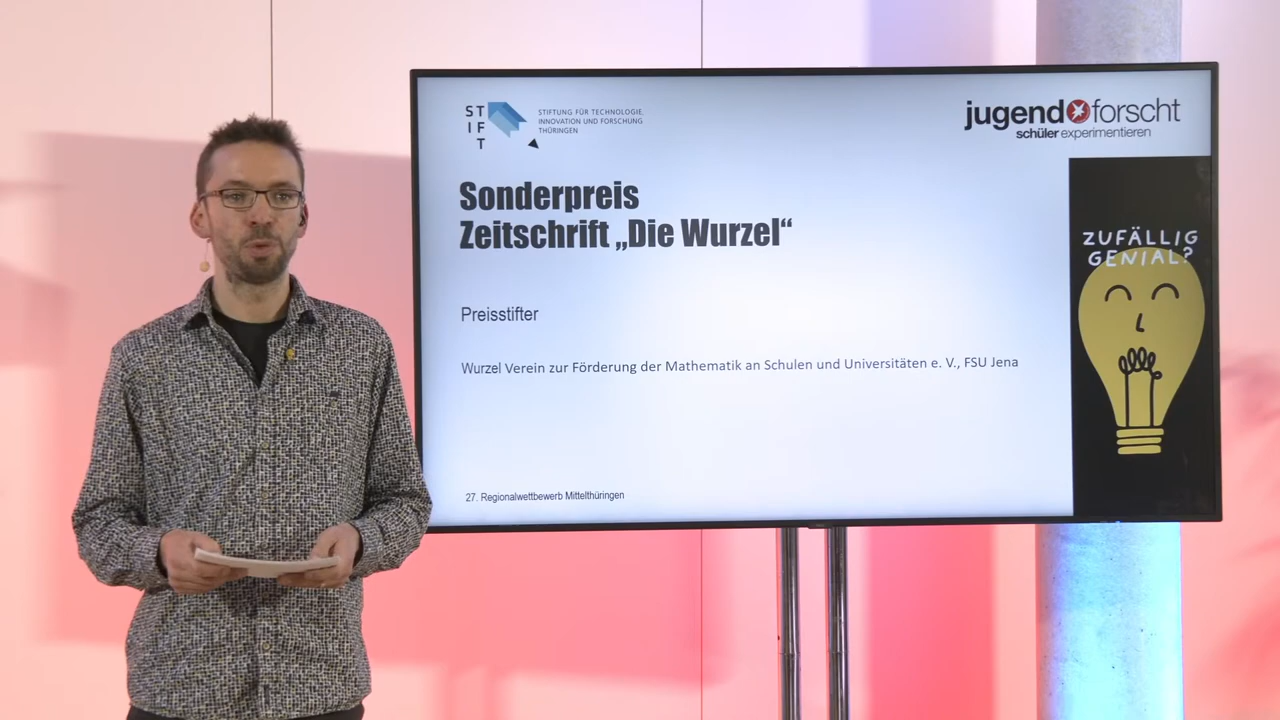 ST
IF
T
STIFTUNG FÜR TECHNOLOGIE,
INNOVATION UND FORSCHUNG
THÜRINGEN
jugend forscht
schüler experimentieren
Sonderpreis
Zeitschrift „Die Wurzel“
ZUFÄLLIG
GENIAL?
Preisstifter
Wurzel Verein zur Förderung der Mathematik an Schulen und Universitäten e. V., FSU Jena
27. Regionalwettbewerb Mittelthüringen